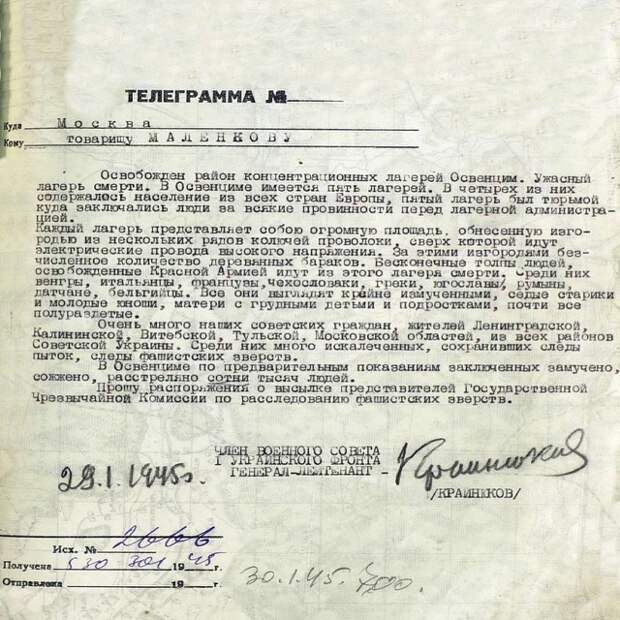 ТЕЛЕГРАММА №
Куда Москва
Кому товарищу МАЛЕНКОВУ
Освобожден район концентрационных лагерей Освенцим. Ужасный
лагерь смерти. В Освенциме имеется пять лагерей. В четырех из них
содержалось население из всех стран Европы, пятый лагерь был тюрьмой
куда заключались люди за всякие провинности перед лагерной администра-
цией.
Каждый лагерь представляет собою огромную площадь, обнесенную изго-
родью из нескольких рядов колючей проволоки, сверх которой идут
электрические провода высокого напряжения. За этими изгородями без-
численное количество деревянных бараков. Бесконечные толпы людей,
освобожденные Красной Армией идут из этого лагеря смерти. Среди них
венгры, итальянцы, французы, чехословаки, греки, югославы, румыны,
датчане, бельгийцы. Все они выглядят крайне измученными, седые старики
и молодые юноши, матери с грудными детьми и подростками, почти все
полураздетые.
Очень много наших советских граждан, жителей Ленинградской,
Калининской, Витебской, Тульской, Московской областей, из всех районов
Советской Украины. Среди них много искалеченных, сохранивших следы
пыток, следы фашистских зверств.
В Освенциме по предварительным показаниям заключенных замучено,
сожжено, расстреляно сотни тысяч людей.
Прошу распоряжения о высылке представителей Государственной
Чрезвычайной Комиссии по расследованию фашистских зверств.
ЧЛЕН ВОЕННОГО СОВЕТА
I УКРАИНСКОГО ФРОНТА
ГЕНЕРАЛ-ЛЕЙТЕНАНТ -
/КРАЙНЮКОВ/
29.1.1945г.
Исх. № 2666
Получена 30 1945 г.
Отправлена 19 г.
30.1.45. 700.